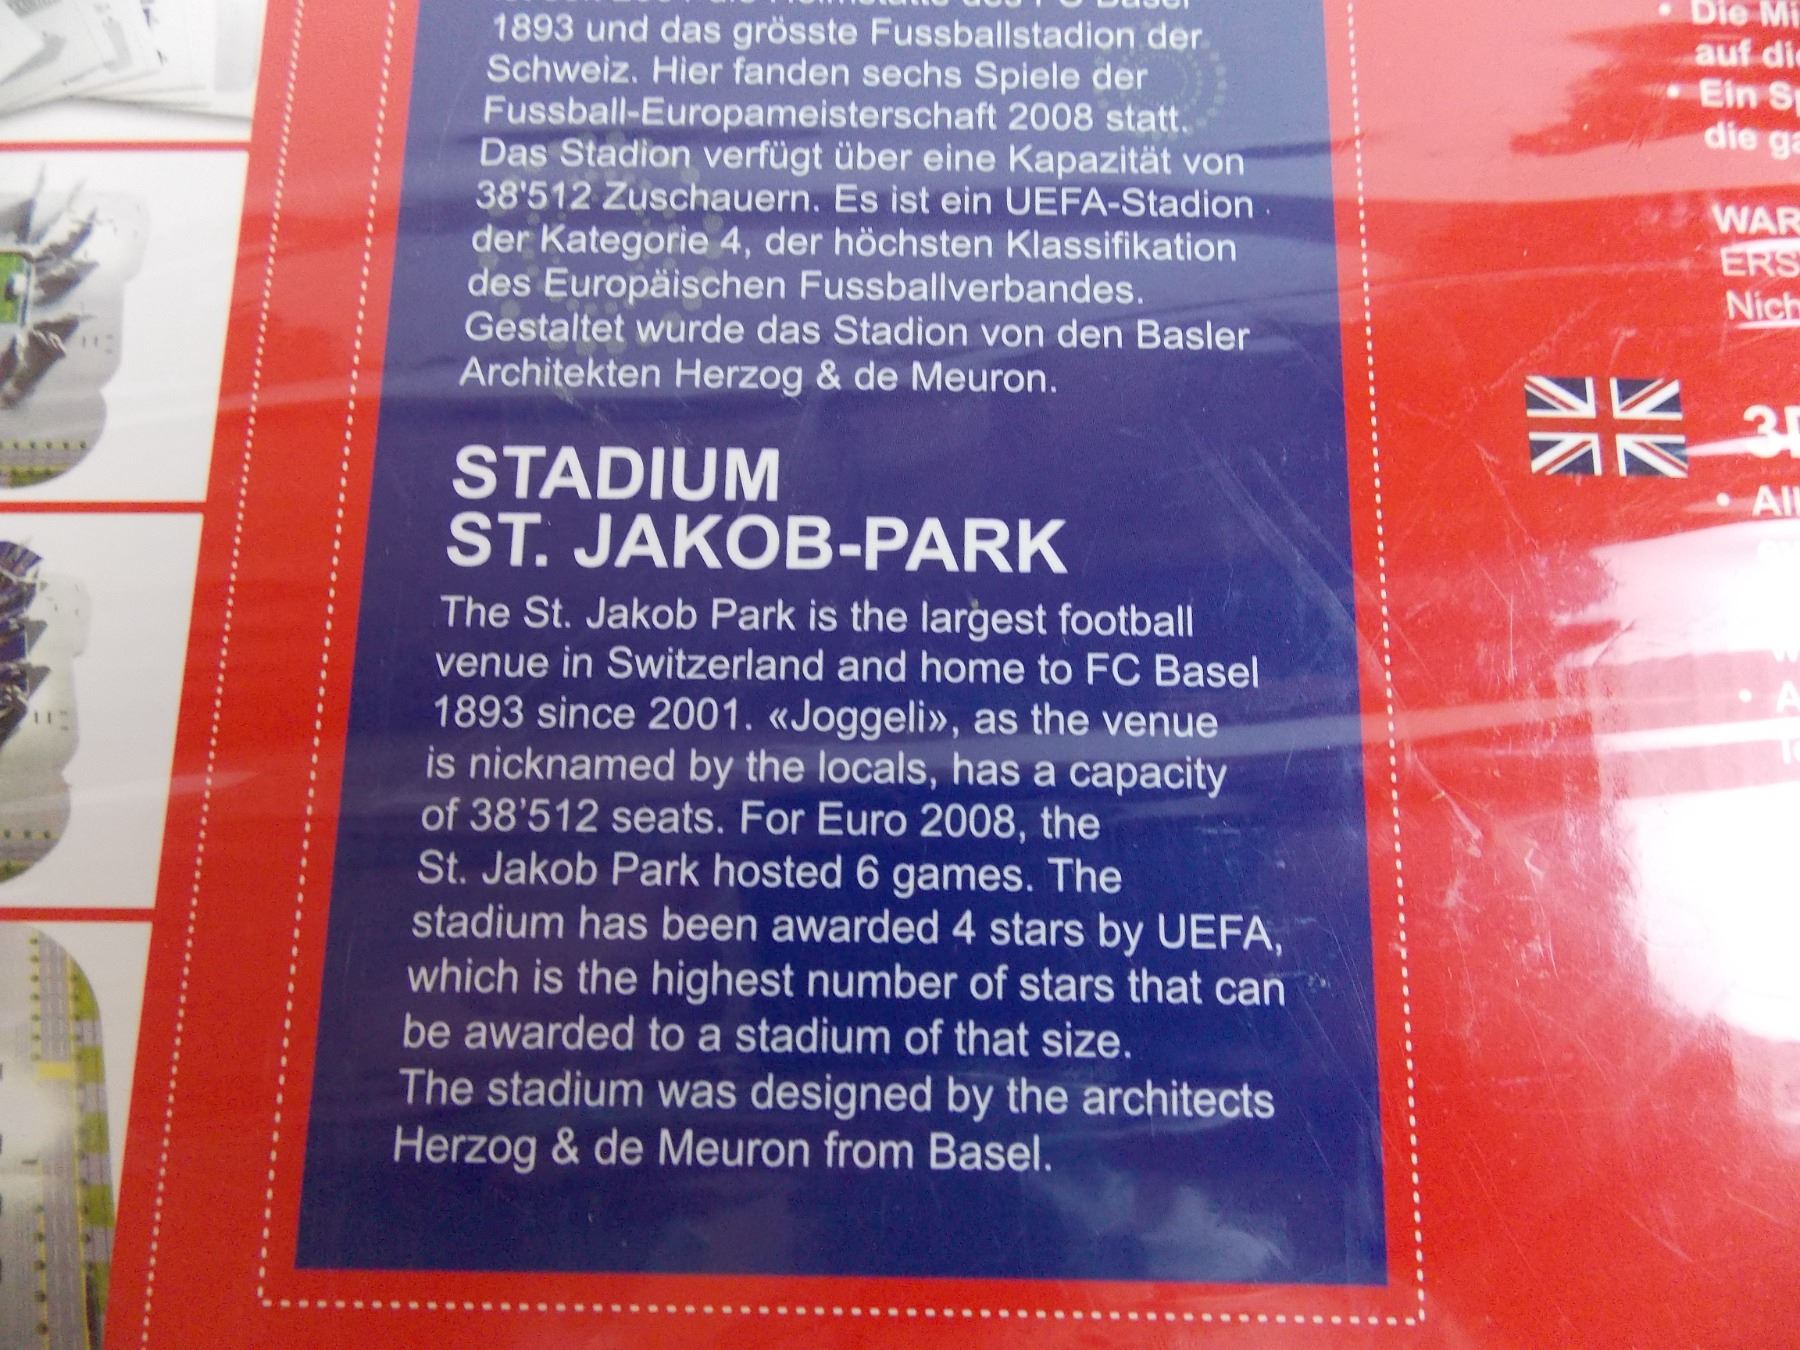 1893 und das grösste Fussballstadion der
Schweiz. Hier fanden sechs Spiele der
Fussball-Europameisterschaft 2008 statt.
Das Stadion verfügt über eine Kapazität von
38'512 Zuschauern. Es ist ein UEFA-Stadion
der Kategorie 4, der höchsten Klassifikation
des Europäischen Fussballverbandes.
Gestaltet wurde das Stadion von den Basler
Architekten Herzog & de Meuron.
STADIUM
ST. JAKOB-PARK
The St. Jakob Park is the largest football
venue in Switzerland and home to FC Basel
1893 since 2001. «Joggeli», as the venue
is nicknamed by the locals, has a capacity
of 38’512 seats. For Euro 2008, the
St. Jakob Park hosted 6 games. The
stadium has been awarded 4 stars by UEFA,
which is the highest number of stars that can
be awarded to a stadium of that size.
The stadium was designed by the architects
Herzog & de Meuron from Basel.
• Die
auf
• Ein
die